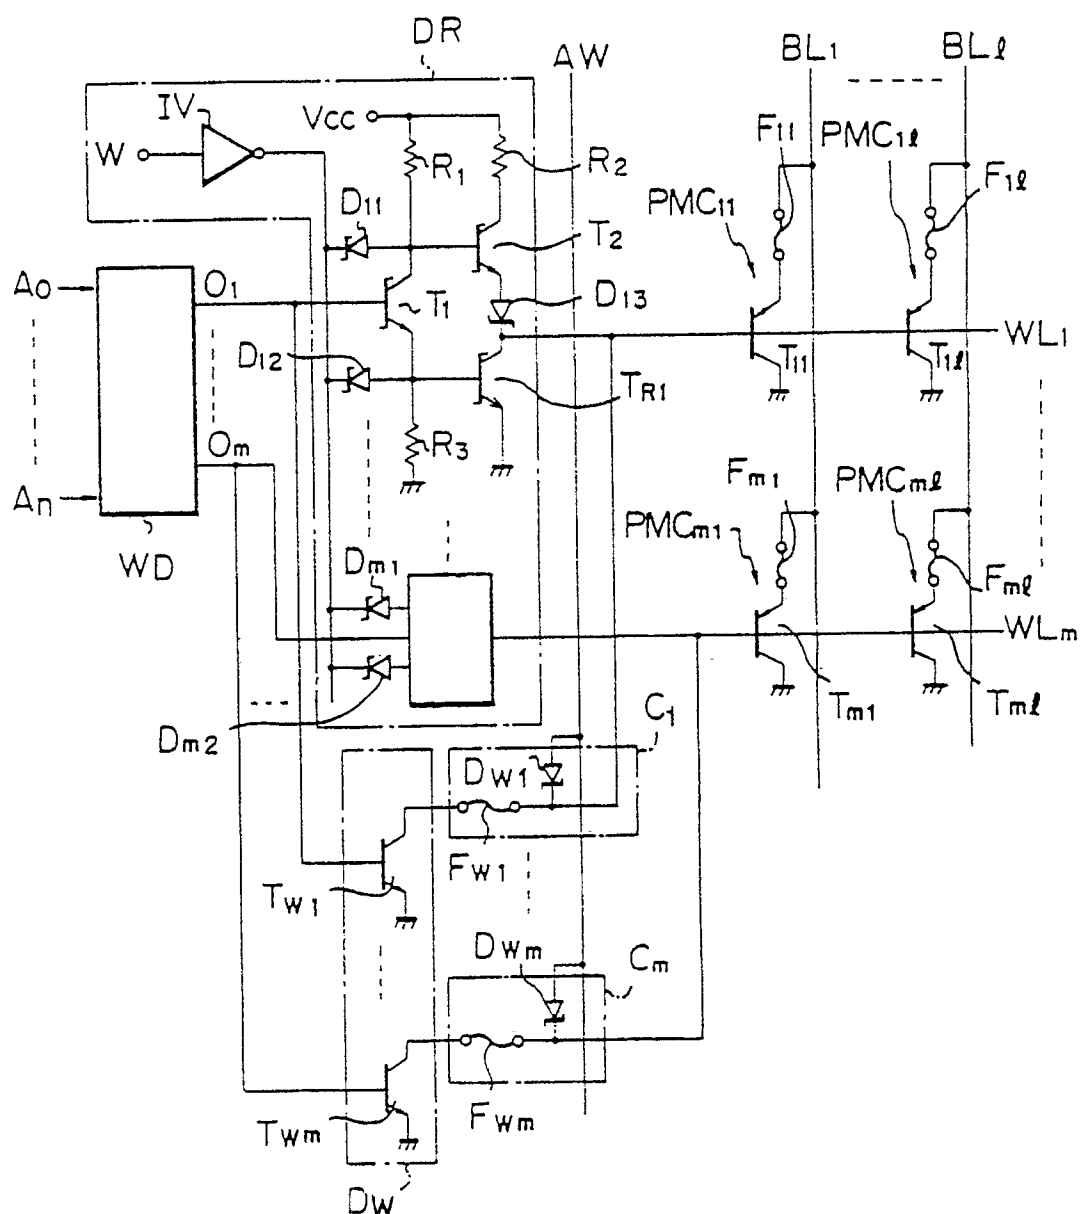 DR
AW
BL1
BLℓ
IV
Vcc
W
R1
R2
F11
PMC1ℓ
F1ℓ
D11
PMC11
T2
A0
O1
T1
D13
D12
T11
T1ℓ
WL1
TR1
Om
R3
An
WD
Fm1
PMCmℓ
PMCm1
Dm1
Fmℓ
WLm
Dm2
Tm1
Tmℓ
C1
Dw1
Fw1
Tw1
Dwm
Cm
Fwm
Twm
Dw